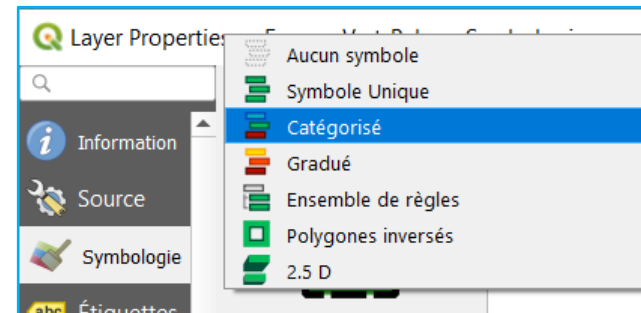 Layer Properties
Aucun symbole
Symbole Unique
Catégorisé
Gradué
Ensemble de règles
Polygones inversés
2.5 D
Information
Source
Symbologie
abc Étiquettes